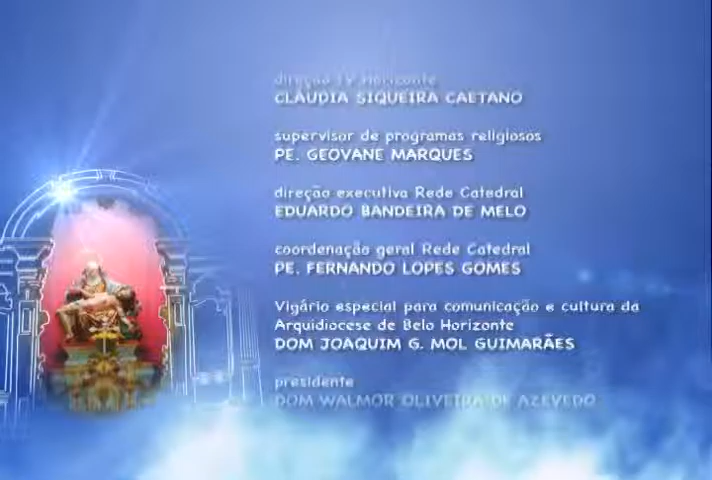 direção TV Horizonte
CLÁUDIA SIQUEIRA CAETANO
supervisor de programas religiosos
PE. GEOVANE MARQUES
direção executiva Rede Catedral
EDUARDO BANDEIRA DE MELO
coordenação geral Rede Catedral
PE. FERNANDO LOPES GOMES
Vigário especial para comunicação e cultura da
Arquidiocese de Belo Horizonte
DOM JOAQUIM G. MOL GUIMARÃES
presidente
DOM WALMOR OLIVEIRA DE AZEVEDO